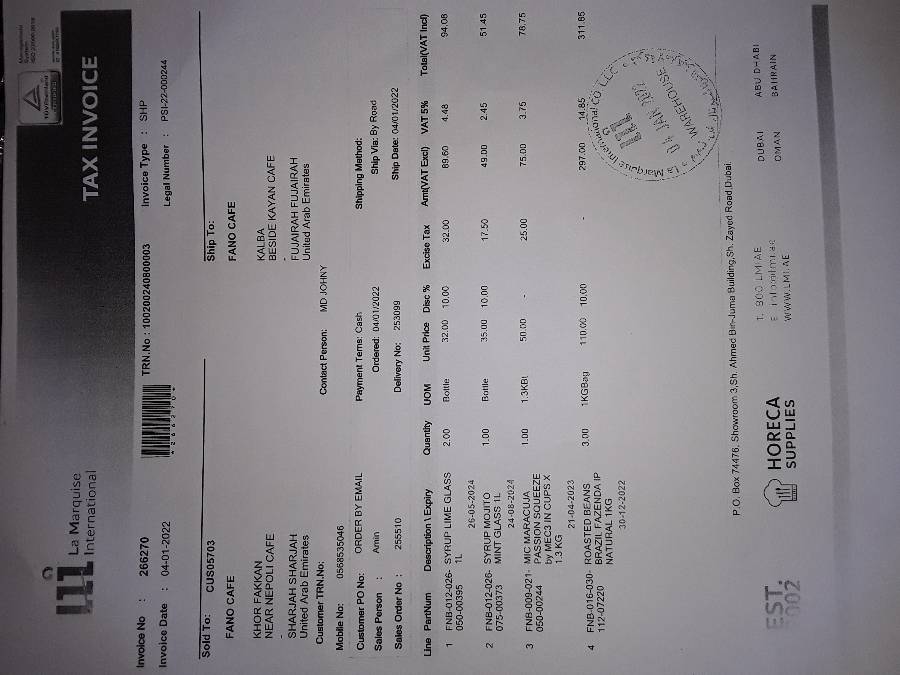 La Marquise
International
TAX INVOICE
Invoice No : 266270
TRN.No : 100200240800003
Invoice Type : SHP
Invoice Date : 04-01-2022
Legal Number : PSI-22-000244
Sold To: CUS05703
Ship To:
FANO CAFE
FANO CAFE
KHOR FAKKAN
NEAR NEPOLI CAFE
-
SHARJAH SHARJAH
United Arab Emirates
KALBA
BESIDE KAYAN CAFE
-
FUJAIRAH FUJAIRAH
United Arab Emirates
Customer TRN.No:
Contact Person: MD JOHNY
Mobile No: 0568535046
Customer PO No: ORDER BY EMAIL
Payment Terms: Cash
Shipping Method:
Sales Person : Amin
Ordered: 04/01/2022
Ship Via: By Road
Sales Order No : 255510
Delivery No: 253099
Ship Date: 04/01/2022
Line PartNum Description \ Expiry Quantity UOM Unit Price Disc % Excise Tax Amt(VAT Excl) VAT 5% Total(VAT Incl)
1 FNB-012-026- SYRUP LIME GLASS 2.00 Bottle 32.00 10.00 32.00 89.60 4.48 94.08
050-00395 1L
26-05-2024
2 FNB-012-026- SYRUP MOJITO 1.00 Bottle 35.00 10.00 17.50 49.00 2.45 51.45
075-00373 MINT GLASS 1L
24-08-2024
3 FNB-009-021- MIC MARACUJA 1.00 1.3KBt 50.00 - 25.00 75.00 3.75 78.75
050-00244 PASSION SQUEEZE
by MEC3 IN CUPS X
1.3 KG
21-04-2023
4 FNB-016-030- ROASTED BEANS 3.00 1KGBag 110.00 10.00 - 297.00 14.85 311.85
112-07220 BRAZIL FAZENDA IP
NATURAL 1KG
30-12-2022
La Marquise International CO. LLC
04 JAN 2022
WAREHOUSE
P.O. Box 74476, Showroom 3,Sh. Ahmed Bin-Juma Building,Sh. Zayed Road,Dubai.
EST.
2002
HORECA
SUPPLIES
T. 800 LMI AE
E. info@lmi.ae
WWW.LMI.AE
DUBAI
OMAN
ABU DHABI
BAHRAIN